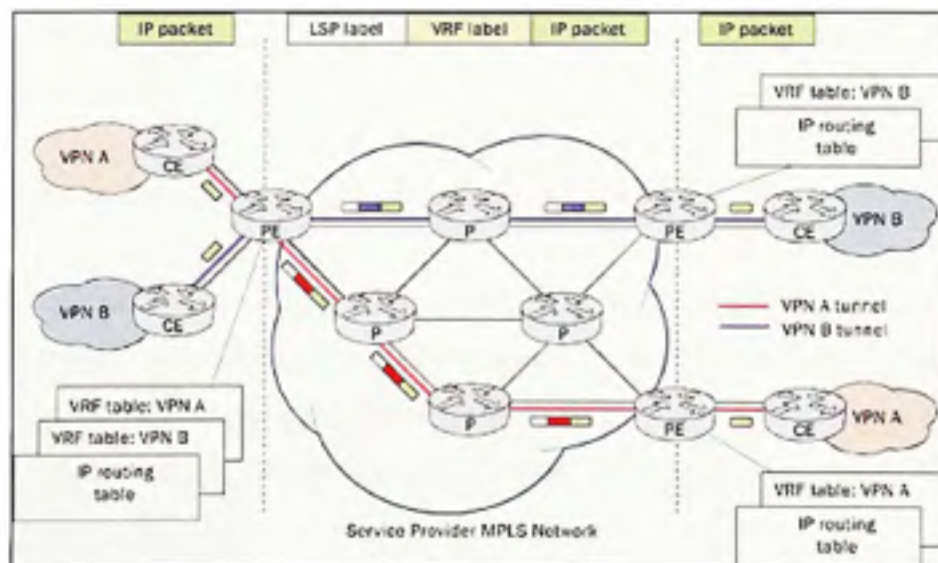 IP packet
LSP label
VRF label
IP packet
IP packet
VRF table: VPN B
IP routing
table
VPN A
CE
PE
P
PE
CE
VPN B
VPN B
CE
P
P
VPN A tunnel
VPN B tunnel
P
PE
CE
VPN A
VRF table: VPN A
VRF table: VPN B
IP routing
table
VRF table: VPN A
IP routing
table
Service Provider MPLS Network